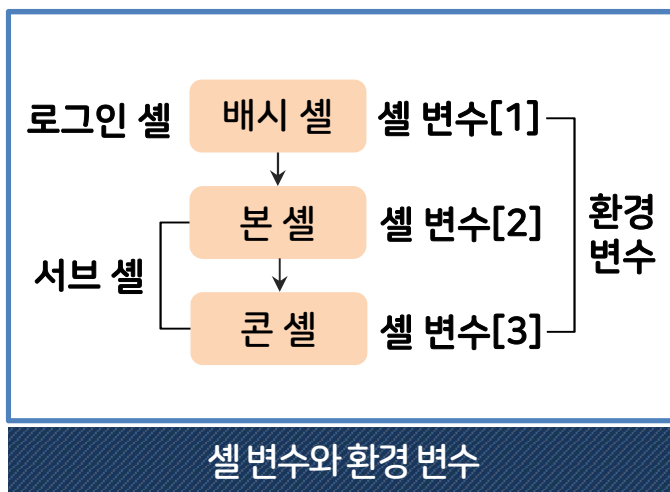 로그인 셸
배시 셸
셸 변수[1]
본 셸
셸 변수[2]
환경
변수
서브 셸
콘 셸
셸 변수[3]
셸 변수와 환경 변수